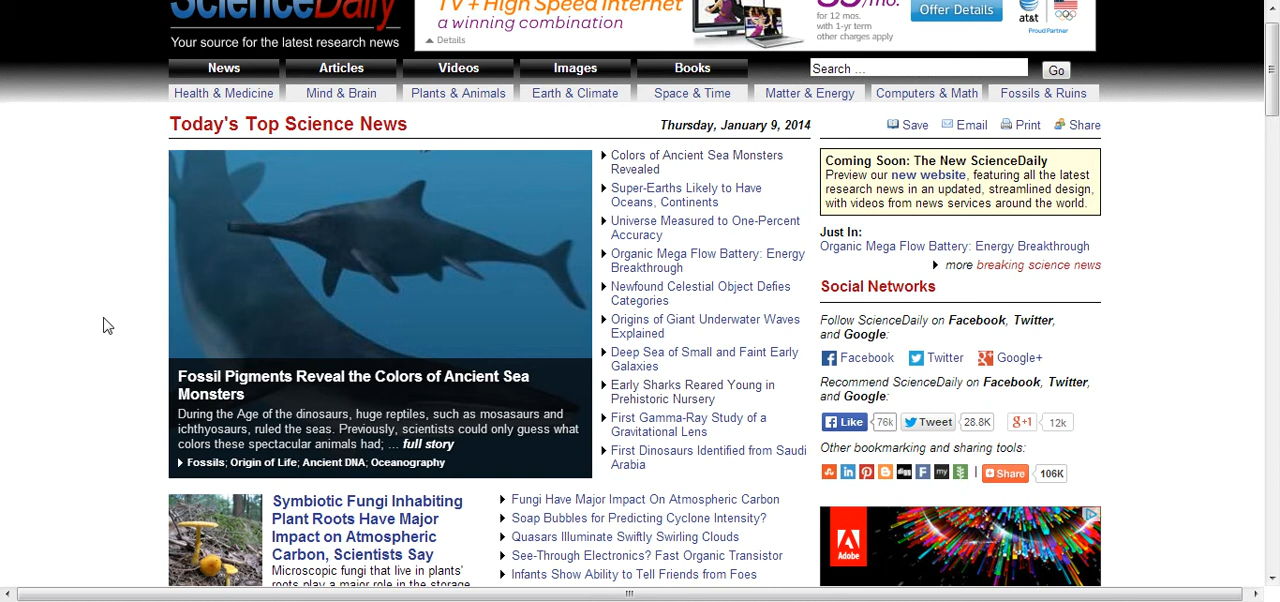 ScienceDaily
TV + High Speed Internet
a winning combination
Details
for 12 mos.
with 1-yr term
other charges apply
Offer Details
at&t
Proud Partner
Your source for the latest research news
News
Articles
Videos
Images
Books
Search ...
Go
Health & Medicine
Mind & Brain
Plants & Animals
Earth & Climate
Space & Time
Matter & Energy
Computers & Math
Fossils & Ruins
Today's Top Science News
Thursday, January 9, 2014
Fossil Pigments Reveal the Colors of Ancient Sea
Monsters
During the Age of the dinosaurs, huge reptiles, such as mosasaurs and
ichthyosaurs, ruled the seas. Previously, scientists could only guess what
colors these spectacular animals had; ... full story
Fossils; Origin of Life; Ancient DNA; Oceanography
Colors of Ancient Sea Monsters
Revealed
Super-Earths Likely to Have
Oceans, Continents
Universe Measured to One-Percent
Accuracy
Organic Mega Flow Battery: Energy
Breakthrough
Newfound Celestial Object Defies
Categories
Origins of Giant Underwater Waves
Explained
Deep Sea of Small and Faint Early
Galaxies
Early Sharks Reared Young in
Prehistoric Nursery
First Gamma-Ray Study of a
Gravitational Lens
First Dinosaurs Identified from Saudi
Arabia
Symbiotic Fungi Inhabiting
Plant Roots Have Major
Impact on Atmospheric
Carbon, Scientists Say
Microscopic fungi that live in plants'
roots play a major role in the storage
Fungi Have Major Impact On Atmospheric Carbon
Soap Bubbles for Predicting Cyclone Intensity?
Quasars Illuminate Swiftly Swirling Clouds
See-Through Electronics? Fast Organic Transistor
Infants Show Ability to Tell Friends from Foes
Save
Email
Print
Share
Coming Soon: The New ScienceDaily
Preview our new website, featuring all the latest
research news in an updated, streamlined design,
with videos from news services around the world.
Just In:
Organic Mega Flow Battery: Energy Breakthrough
more breaking science news
Social Networks
Follow ScienceDaily on Facebook, Twitter,
and Google:
Facebook
Twitter
Google+
Recommend ScienceDaily on Facebook, Twitter,
and Google:
Like
76k
Tweet
28.8K
g+1
12k
Other bookmarking and sharing tools:
Share
106K
Adobe